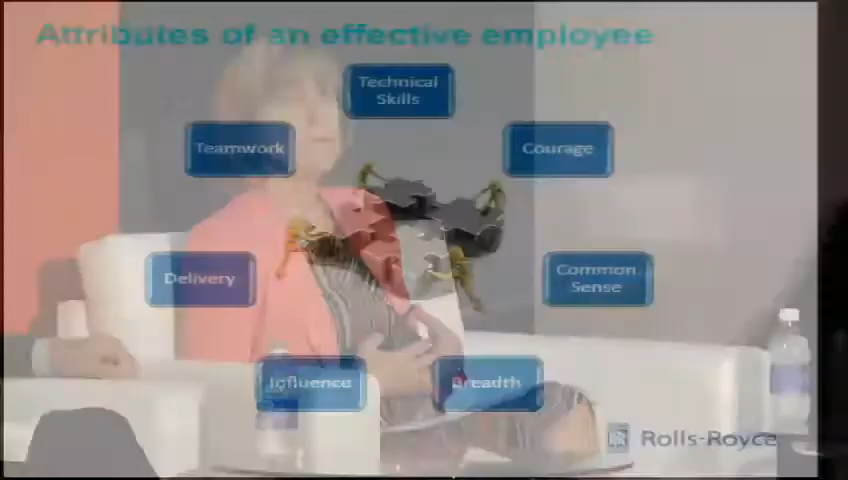 Attributes of an effective employee
Technical
Skills
Teamwork
Courage
Delivery
Common
Sense
Influence
Breadth
Rolls-Royce